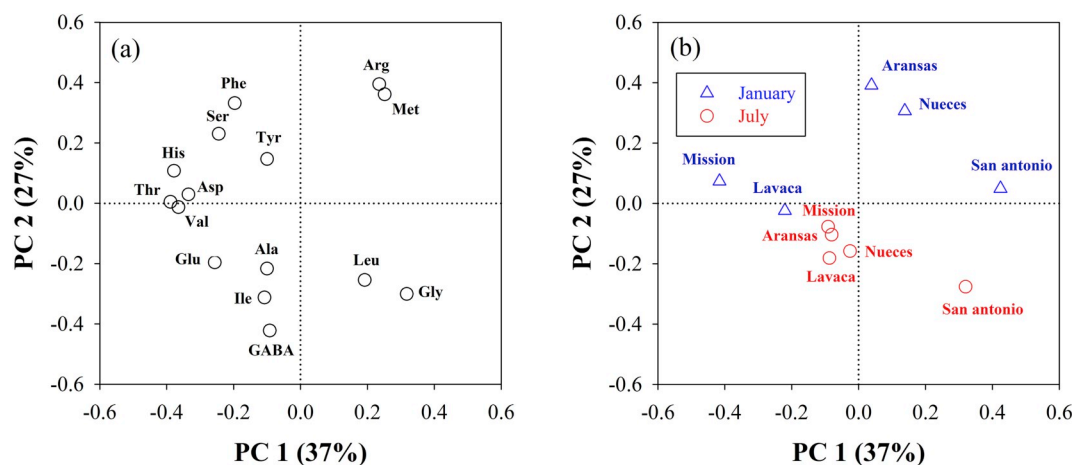 (a)
PC 2 (27%)
0.6
0.4
0.2
0.0
-0.2
-0.4
-0.6
Arg
Met
Phe
Ser
Tyr
His
Thr
Asp
Val
Glu
Ala
Leu
Ile
Gly
GABA
-0.6
-0.4
-0.2
0.0
0.2
0.4
0.6
PC 1 (37%)
(b)
PC 2 (27%)
0.6
0.4
0.2
0.0
-0.2
-0.4
-0.6
January
July
Aransas
Nueces
Mission
San antonio
Lavaca
Mission
Aransas
Nueces
Lavaca
San antonio
-0.6
-0.4
-0.2
0.0
0.2
0.4
0.6
PC 1 (37%)